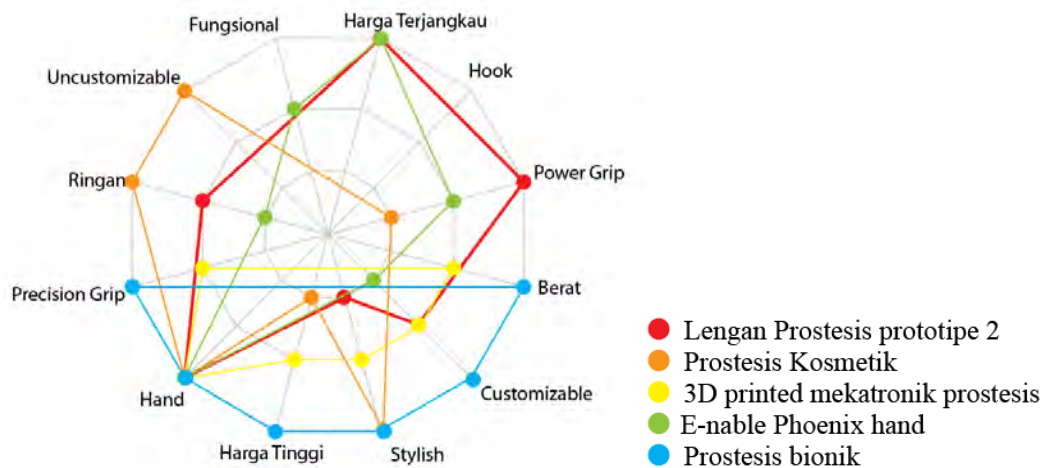 Fungsional
Harga Terjangkau
Uncustomizable
Hook
Ringan
Power Grip
Precision Grip
Berat
Hand
Customizable
Harga Tinggi
Stylish
Lengan Prostesis prototipe 2
Prostesis Kosmetik
3D printed mekatronik prostesis
E-nable Phoenix hand
Prostesis bionik